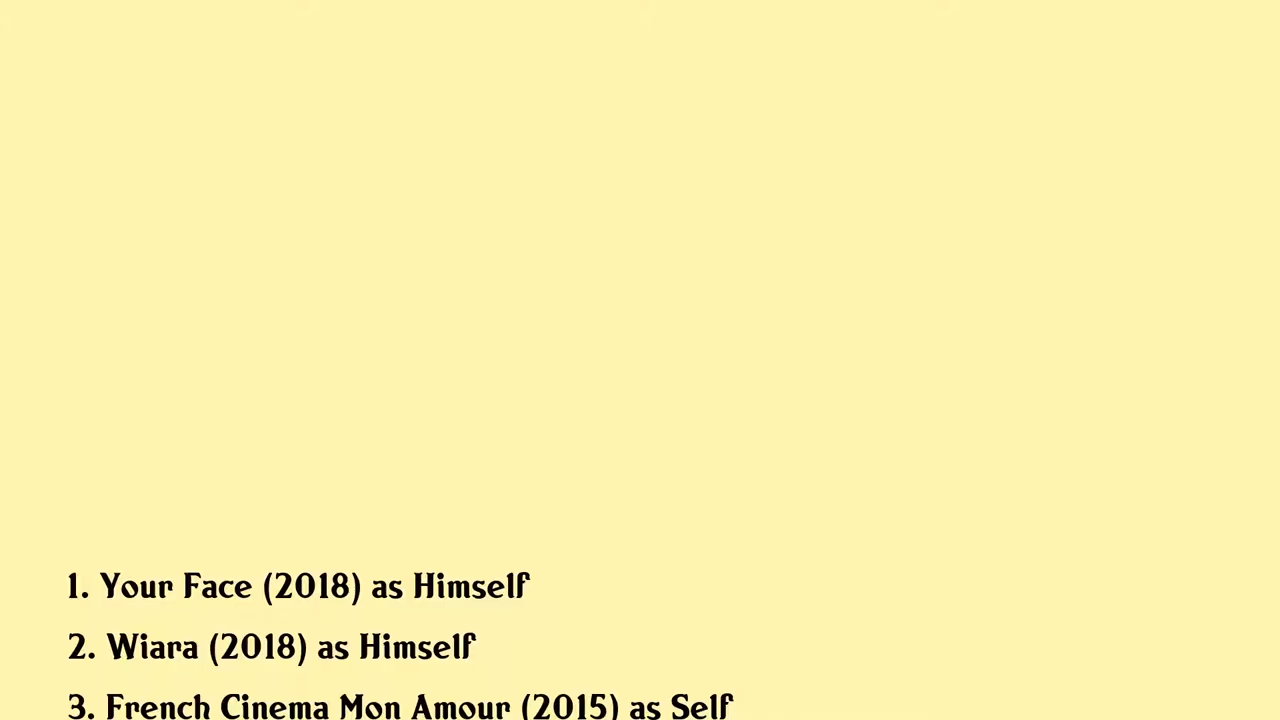 1. Your Face (2018) as Himself
2. Wiara (2018) as Himself
3. French Cinema Mon Amour (2015) as Self